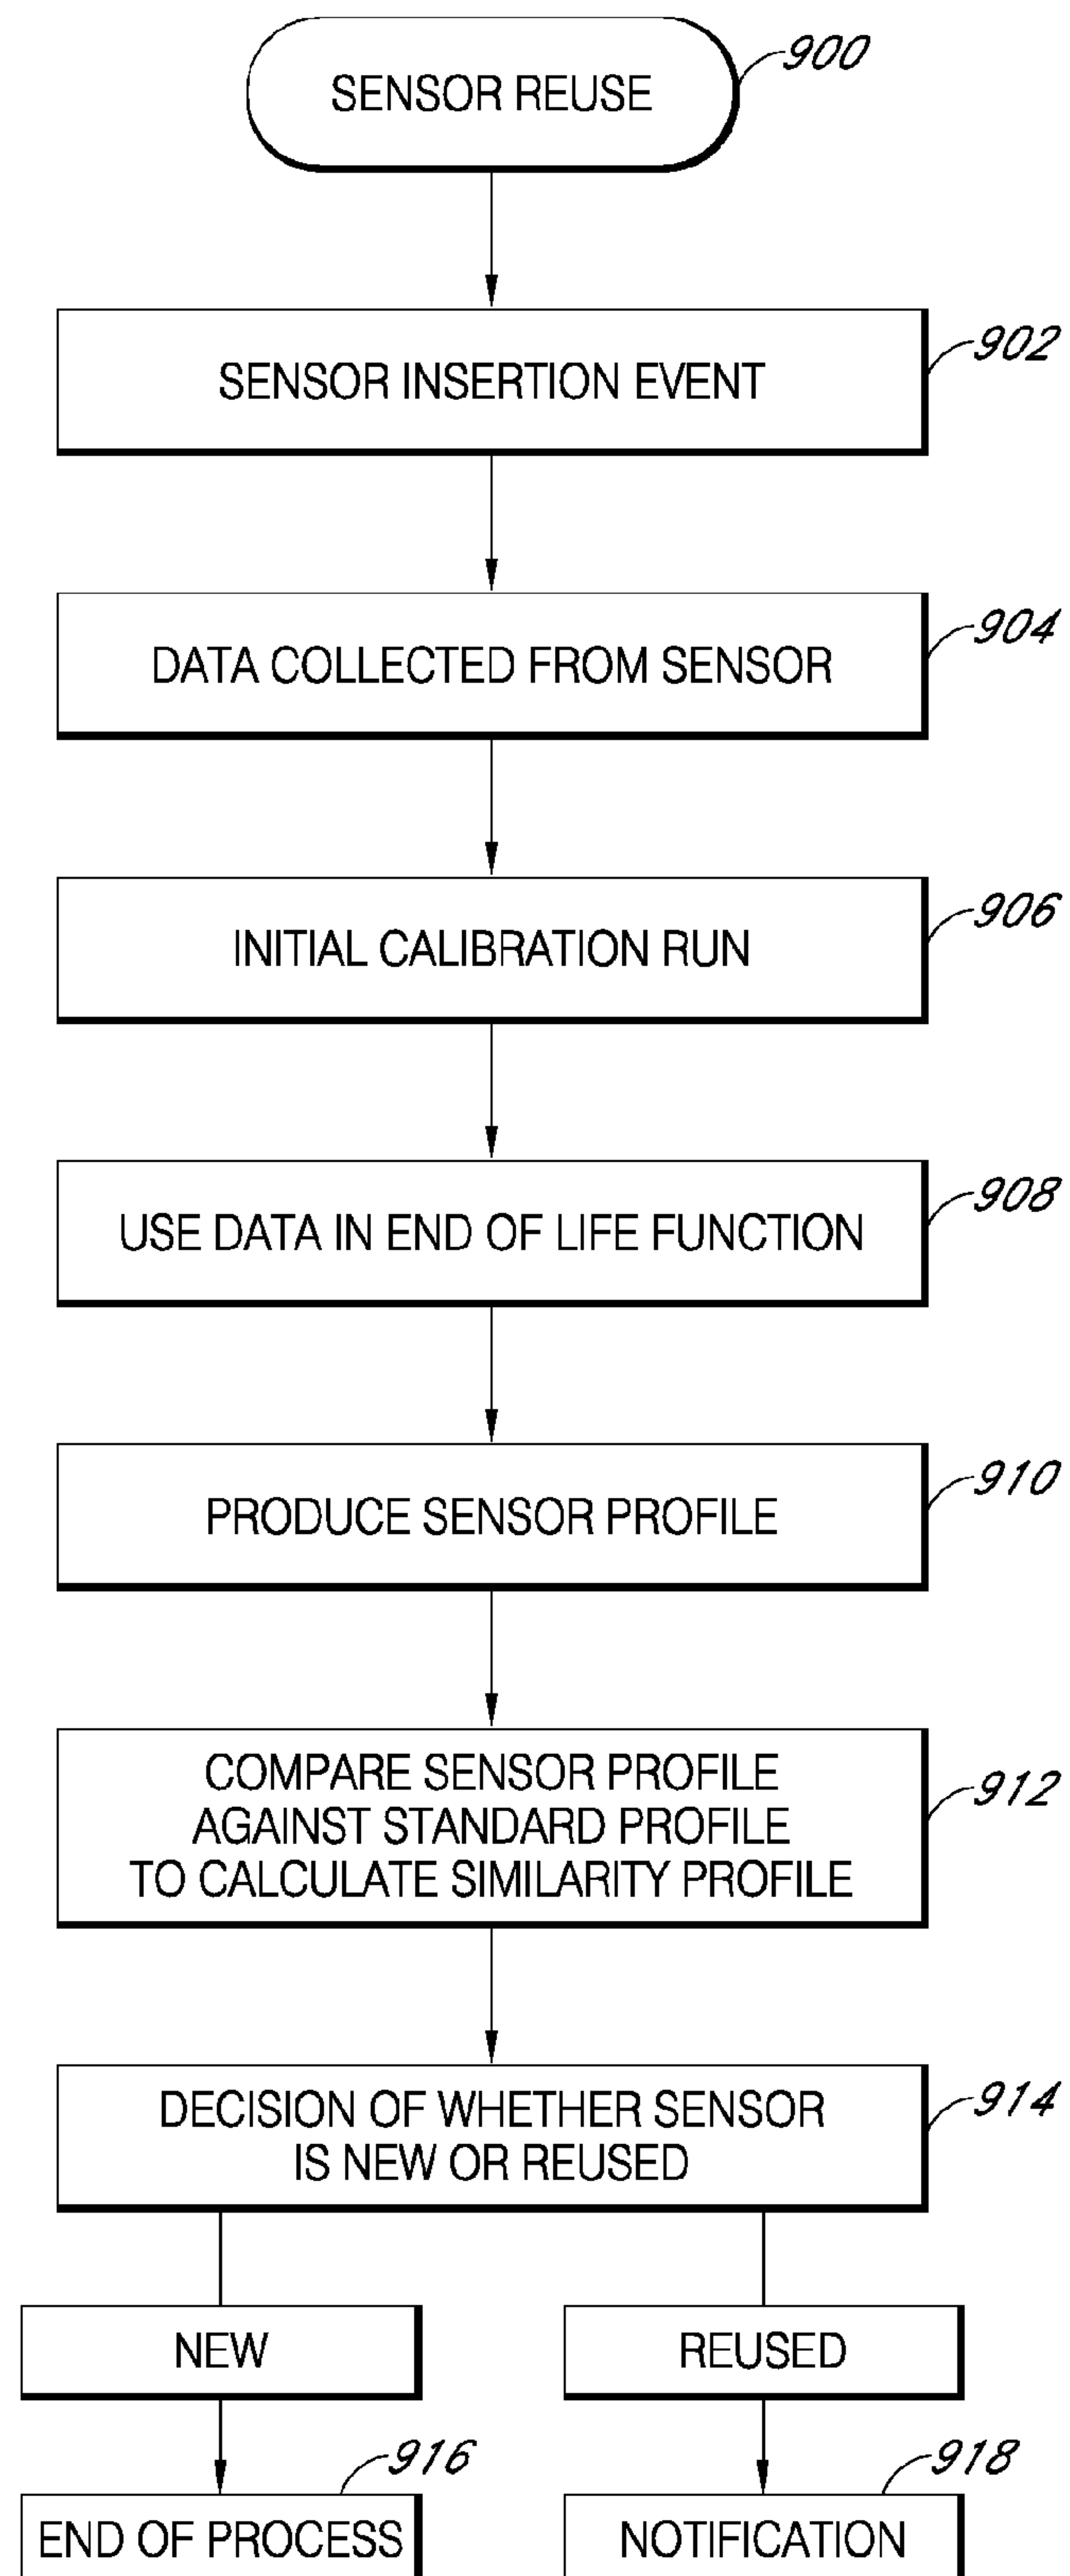 SENSOR REUSE
900
SENSOR INSERTION EVENT
902
DATA COLLECTED FROM SENSOR
904
INITIAL CALIBRATION RUN
906
USE DATA IN END OF LIFE FUNCTION
908
PRODUCE SENSOR PROFILE
910
COMPARE SENSOR PROFILE
AGAINST STANDARD PROFILE
TO CALCULATE SIMILARITY PROFILE
912
DECISION OF WHETHER SENSOR
IS NEW OR REUSED
914
NEW
REUSED
916
918
END OF PROCESS
NOTIFICATION